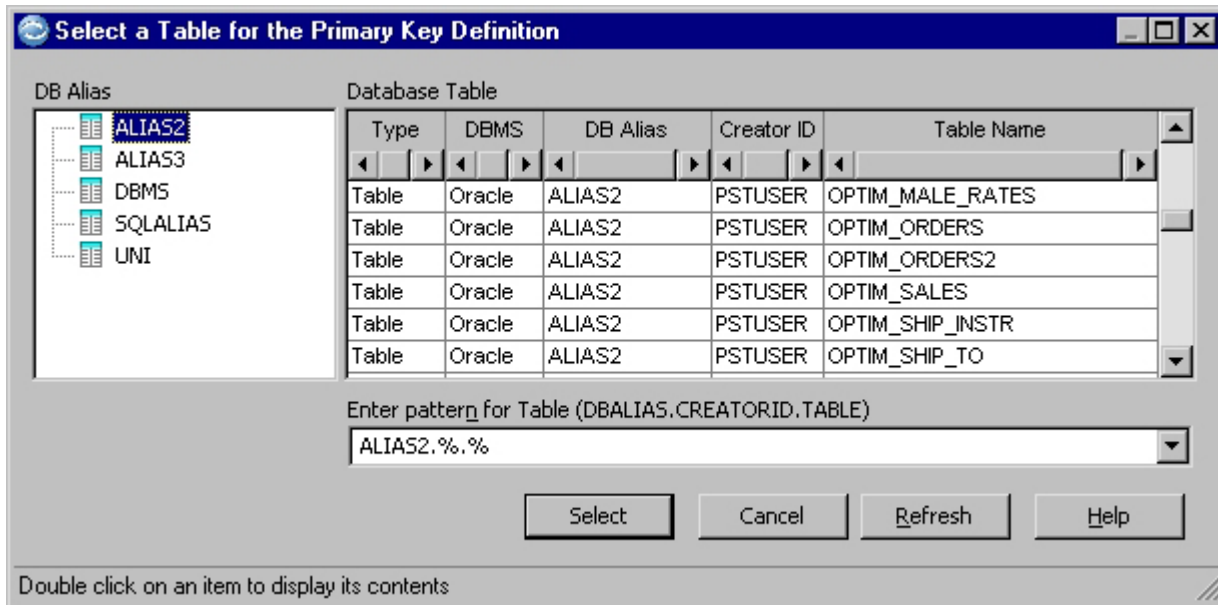 Select a Table for the Primary Key Definition
DB Alias
ALIAS2
ALIAS3
DBMS
SQLALIAS
UNI
Database Table
Type DBMS DB Alias Creator ID Table Name
Table Oracle ALIAS2 PSTUSER OPTIM_MALE_RATES
Table Oracle ALIAS2 PSTUSER OPTIM_ORDERS
Table Oracle ALIAS2 PSTUSER OPTIM_ORDERS2
Table Oracle ALIAS2 PSTUSER OPTIM_SALES
Table Oracle ALIAS2 PSTUSER OPTIM_SHIP_INSTR
Table Oracle ALIAS2 PSTUSER OPTIM_SHIP_TO
Enter pattern for Table (DBALIAS.CREATORID.TABLE)
ALIAS2.%.%
Select Cancel Refresh Help
Double click on an item to display its contents